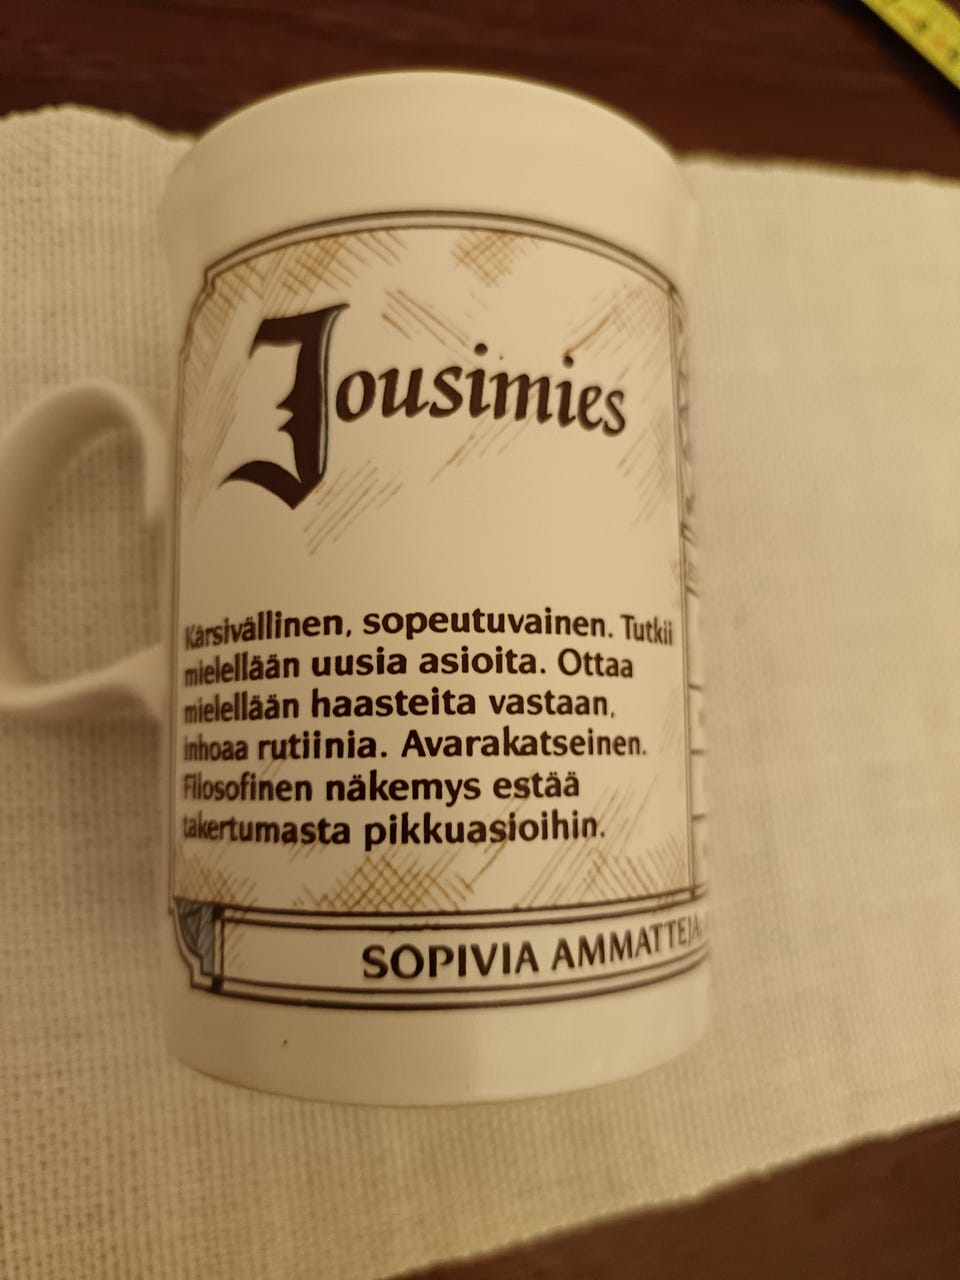 Jousimies
Kärsivällinen, sopeutuvainen. Tutkii
mielellään uusia asioita. Ottaa
mielellään haasteita vastaan,
inhoaa rutiinia. Avarakatseinen.
Filosofinen näkemys estää
takertumasta pikkuasioihin.
SOPIVIA AMMATTEJA